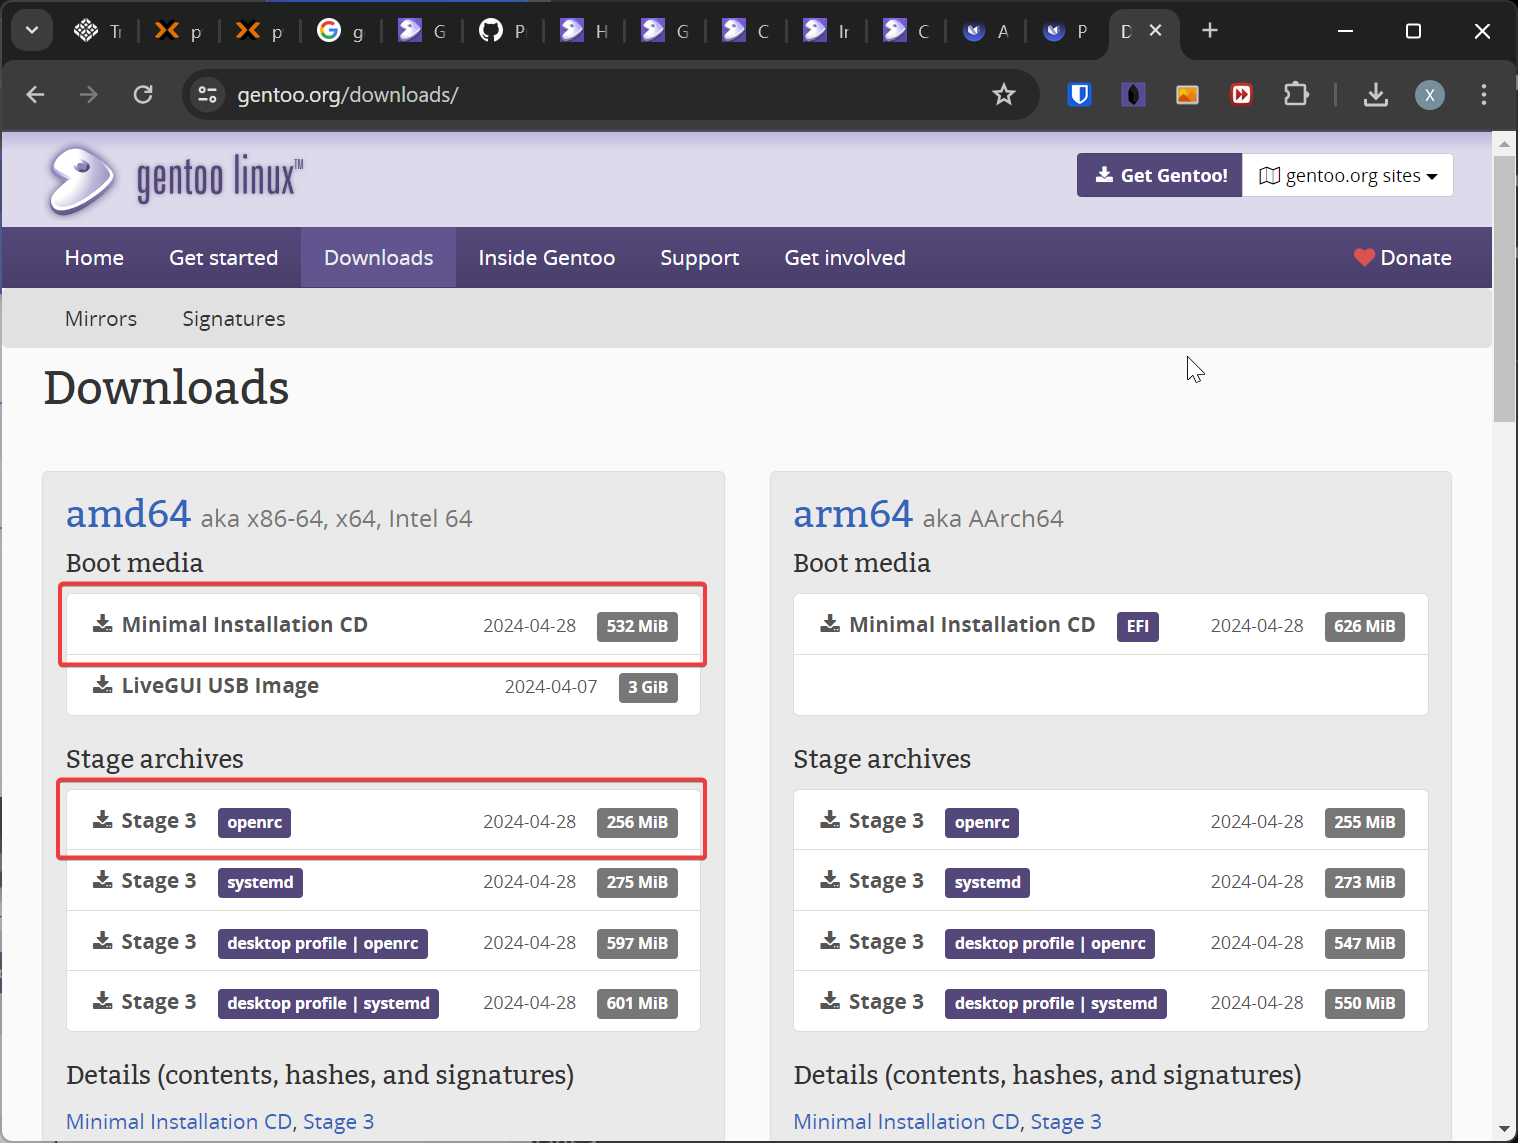 Tr
p
p
g
G
P
H
G
C
Ir
C
A
P
D
gentoo.org/downloads/
X
gentoo linux™
Get Gentoo!
gentoo.org sites
Home
Get started
Downloads
Inside Gentoo
Support
Get involved
Donate
Mirrors
Signatures
Downloads
amd64 aka x86-64, x64, Intel 64
Boot media
Minimal Installation CD 2024-04-28 532 MiB
LiveGUI USB Image 2024-04-07 3 GiB
Stage archives
Stage 3 openrc 2024-04-28 256 MiB
Stage 3 systemd 2024-04-28 275 MiB
Stage 3 desktop profile | openrc 2024-04-28 597 MiB
Stage 3 desktop profile | systemd 2024-04-28 601 MiB
Details (contents, hashes, and signatures)
Minimal Installation CD, Stage 3
arm64 aka AArch64
Boot media
Minimal Installation CD EFI 2024-04-28 626 MiB
Stage archives
Stage 3 openrc 2024-04-28 255 MiB
Stage 3 systemd 2024-04-28 273 MiB
Stage 3 desktop profile | openrc 2024-04-28 547 MiB
Stage 3 desktop profile | systemd 2024-04-28 550 MiB
Details (contents, hashes, and signatures)
Minimal Installation CD, Stage 3